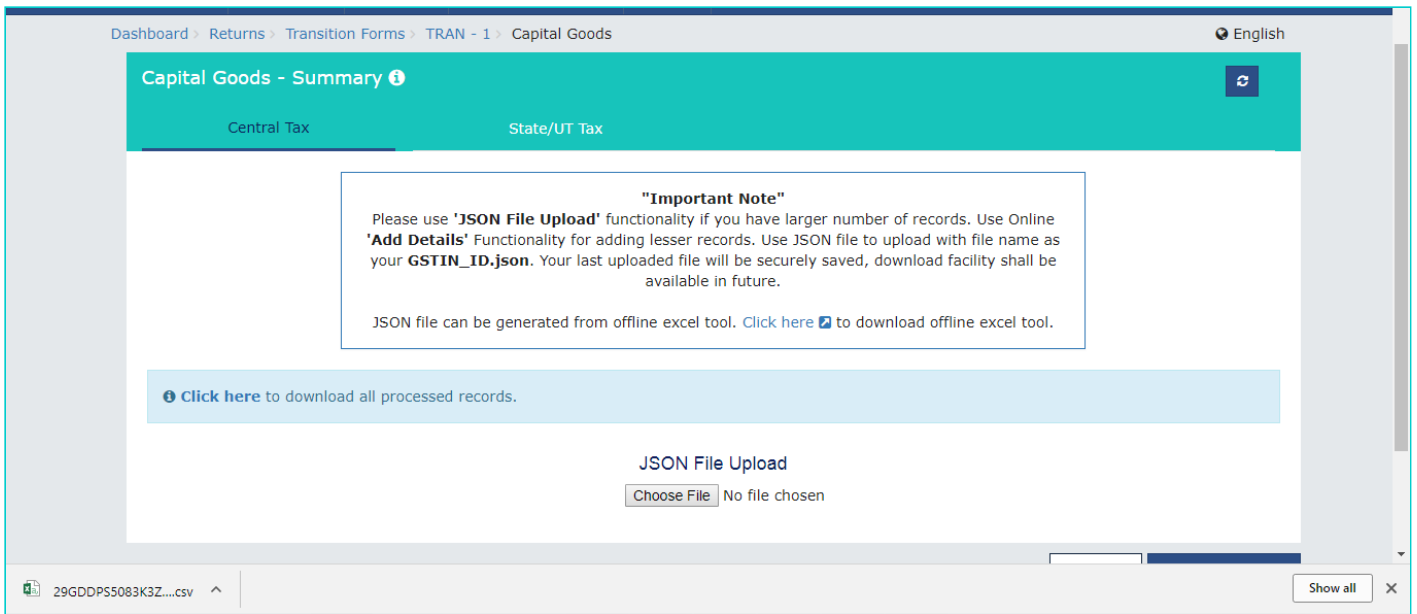 Dashboard > Returns > Transition Forms > TRAN - 1 > Capital Goods
English
Capital Goods - Summary
Central Tax
State/UT Tax
"Important Note"
Please use 'JSON File Upload' functionality if you have larger number of records. Use Online
'Add Details' Functionality for adding lesser records. Use JSON file to upload with file name as
your GSTIN_ID.json. Your last uploaded file will be securely saved, download facility shall be
available in future.
JSON file can be generated from offline excel tool. Click here to download offline excel tool.
Click here to download all processed records.
JSON File Upload
Choose File No file chosen
29GDDPS5083K3Z....csv
Show all